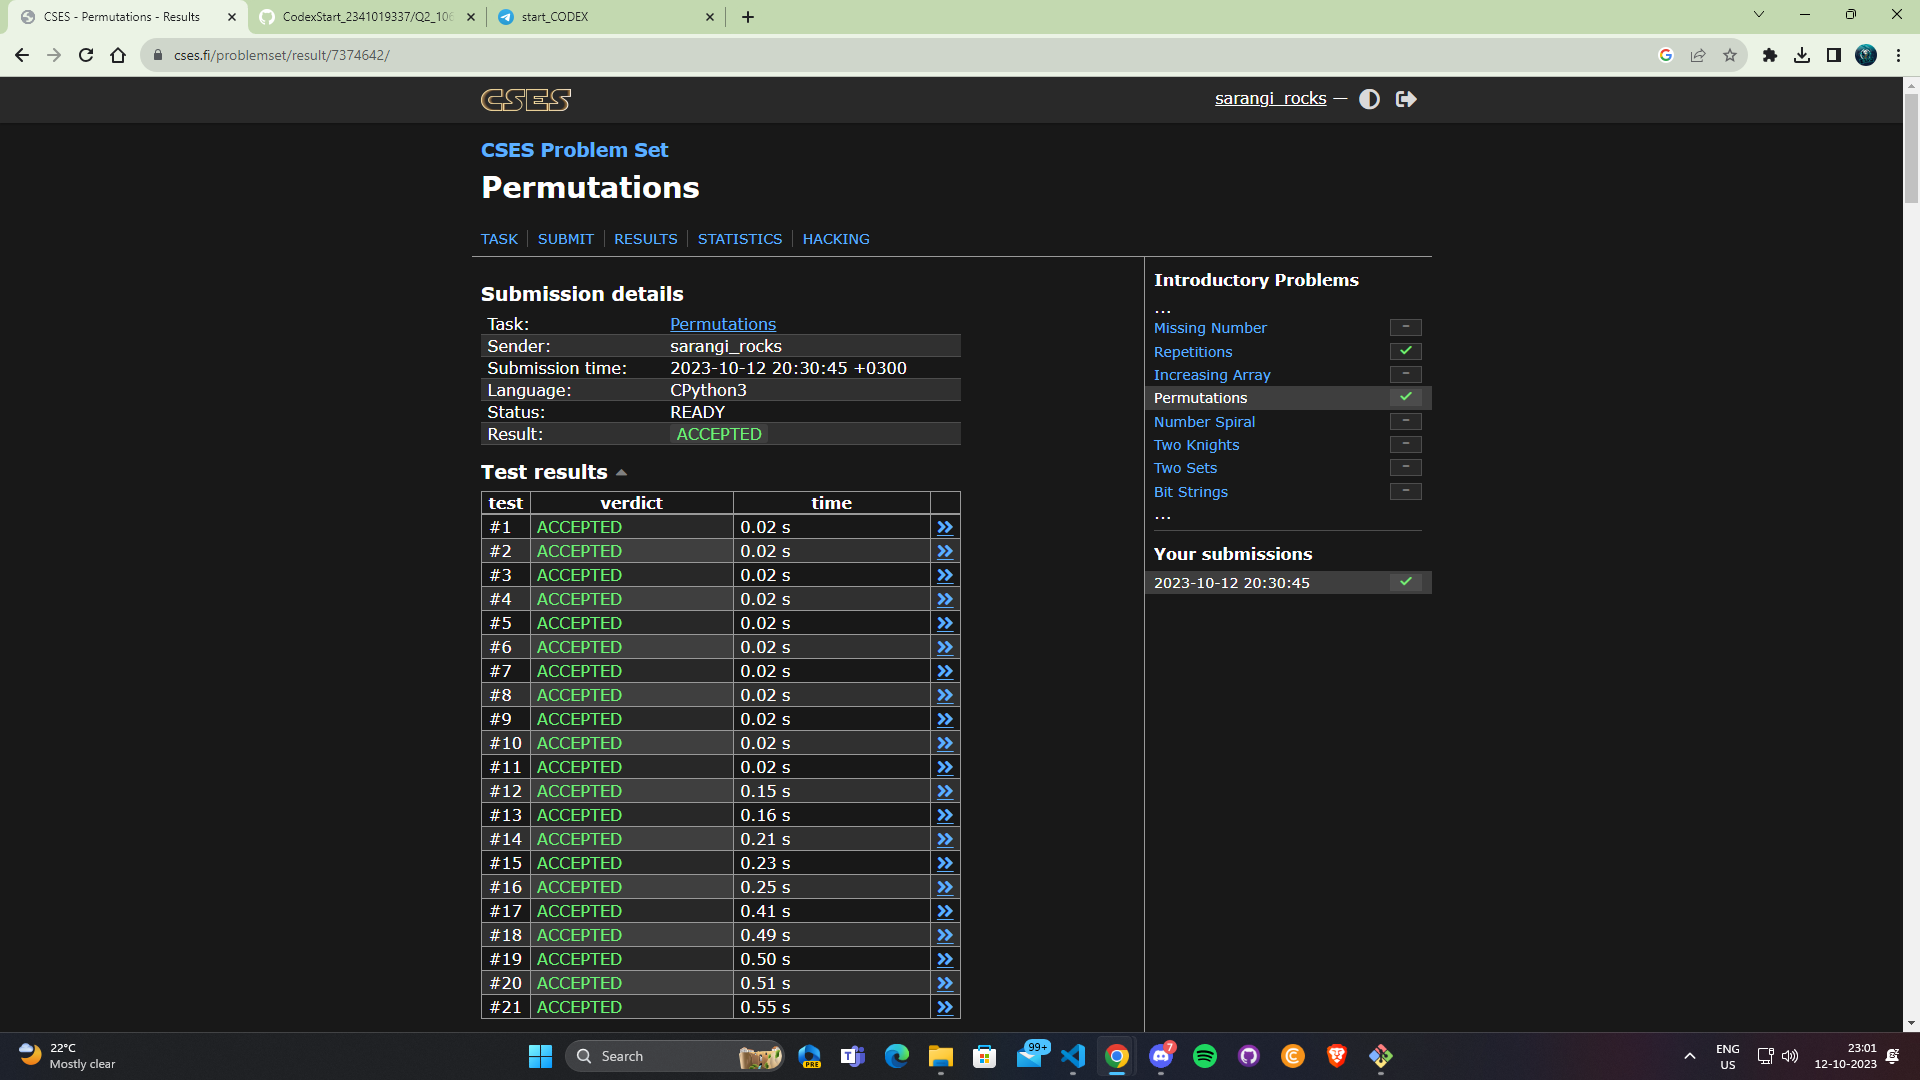 CSES - Permutations - Results
CodexStart_2341019337/Q2_106
start_CODEX
cses.fi/problemset/result/7374642/
CSES
sarangi_rocks —
CSES Problem Set
Permutations
TASK SUBMIT RESULTS STATISTICS HACKING
Submission details
Task: Permutations
Sender: sarangi_rocks
Submission time: 2023-10-12 20:30:45 +0300
Language: CPython3
Status: READY
Result: ACCEPTED
Test results
test verdict time
#1 ACCEPTED 0.02 s
#2 ACCEPTED 0.02 s
#3 ACCEPTED 0.02 s
#4 ACCEPTED 0.02 s
#5 ACCEPTED 0.02 s
#6 ACCEPTED 0.02 s
#7 ACCEPTED 0.02 s
#8 ACCEPTED 0.02 s
#9 ACCEPTED 0.02 s
#10 ACCEPTED 0.02 s
#11 ACCEPTED 0.02 s
#12 ACCEPTED 0.15 s
#13 ACCEPTED 0.16 s
#14 ACCEPTED 0.21 s
#15 ACCEPTED 0.23 s
#16 ACCEPTED 0.25 s
#17 ACCEPTED 0.41 s
#18 ACCEPTED 0.49 s
#19 ACCEPTED 0.50 s
#20 ACCEPTED 0.51 s
#21 ACCEPTED 0.55 s
Introductory Problems
...
Missing Number -
Repetitions
Increasing Array -
Permutations
Number Spiral -
Two Knights -
Two Sets -
Bit Strings -
...
Your submissions
2023-10-12 20:30:45
22°C
Mostly clear
Search
PRE
99+
7
ENG
US
23:01
12-10-2023